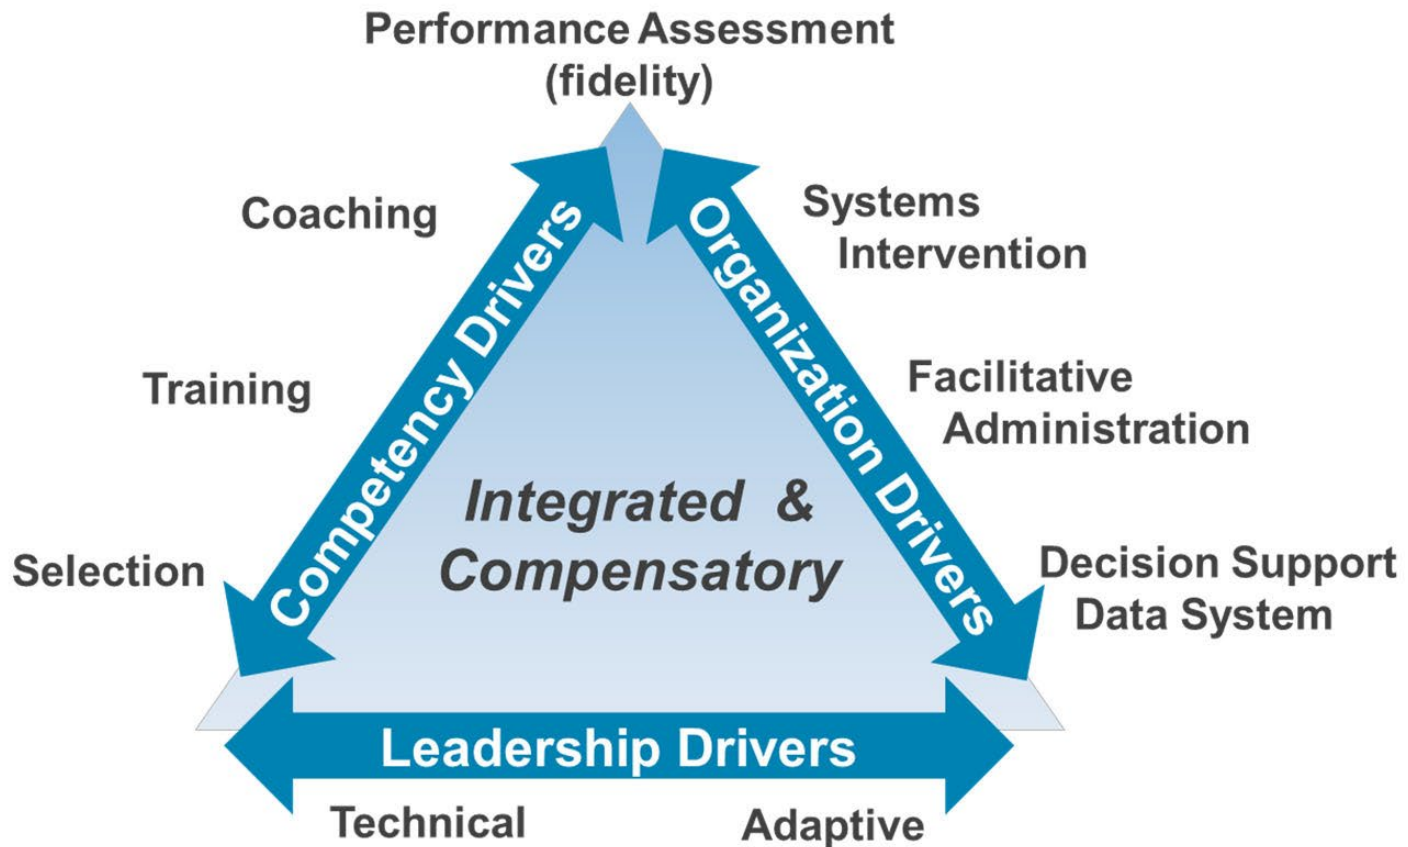 Performance Assessment
(fidelity)
Coaching
Training
Selection
Competency Drivers
Organization Drivers
Systems
Intervention
Facilitative
Administration
Decision Support
Data System
Integrated &
Compensatory
Leadership Drivers
Technical
Adaptive